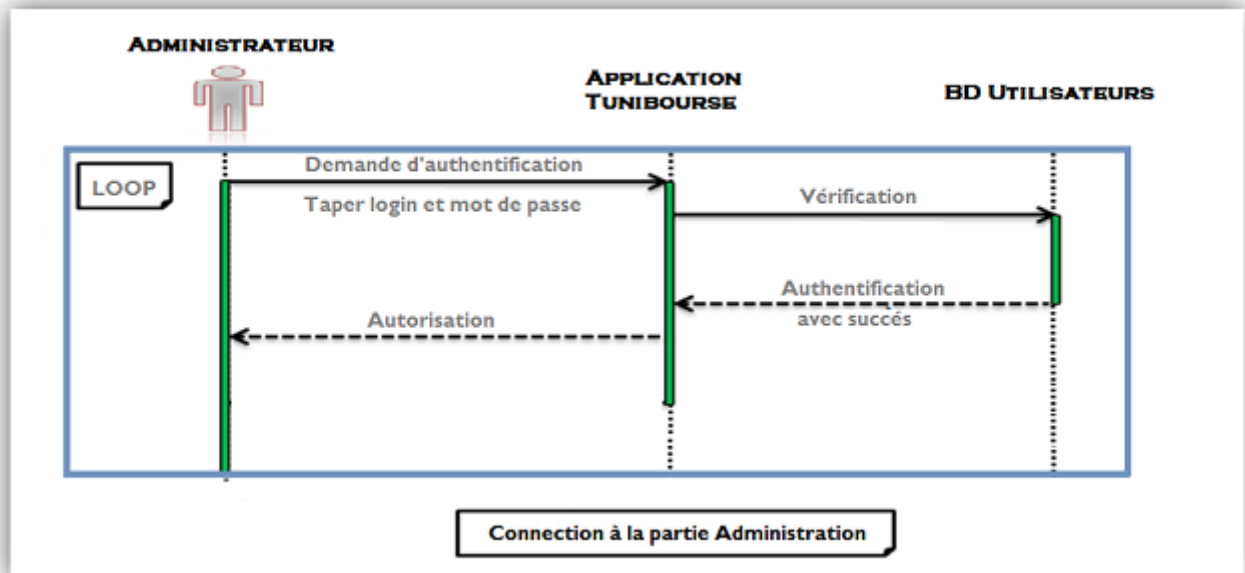 ADMINISTRATEUR
APPLICATION
TUNIBOURSE
BD UTILISATEURS
LOOP
Demande d'authentification
Taper login et mot de passe
Vérification
Authentification
avec succés
Autorisation
Connection à la partie Administration